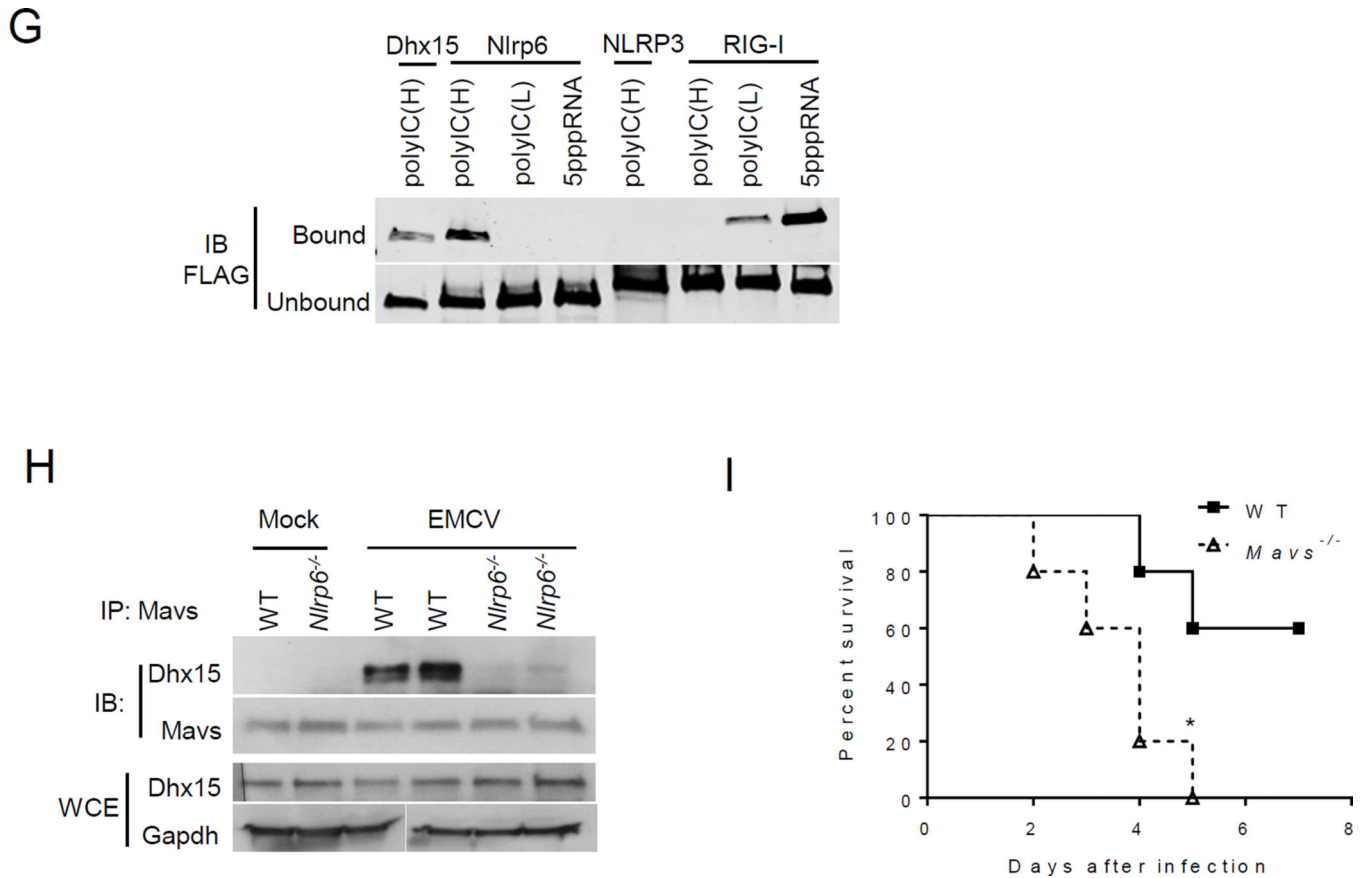 G
Dhx15 Nlrp6 NLRP3 RIG-I
polyIC(H) polyIC(H) polyIC(L) 5pppRNA polyIC(H) polyIC(H) polyIC(L) 5pppRNA
IB
FLAG
Bound
Unbound
H
Mock EMCV
IP: Mavs WT Nlrp6-/- WT WT Nlrp6-/- Nlrp6-/-
IB:
Dhx15
Mavs
WCE
Dhx15
Gapdh
I
WT
Mavs-/-
Percent survival
100
80
60
40
20
0
*
0 2 4 6 8
Days after infection